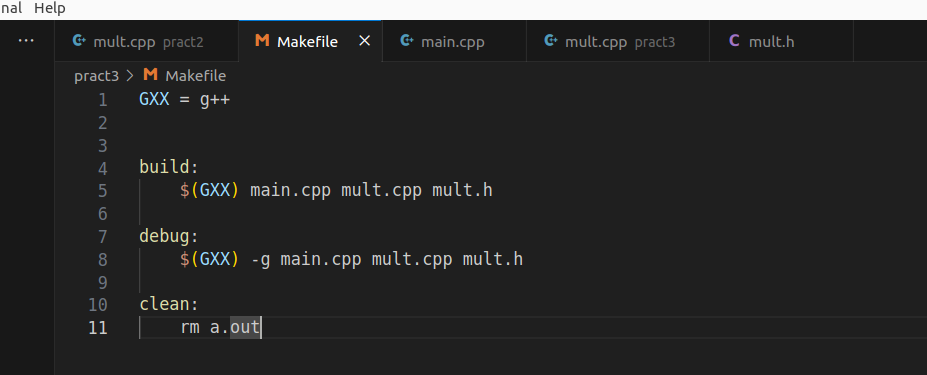 nal Help
··· mult.cpp pract2 M Makefile × main.cpp mult.cpp pract3 C mult.h
pract3 > M Makefile
1 GXX = g++
2
3
4 build:
5 $(GXX) main.cpp mult.cpp mult.h
6
7 debug:
8 $(GXX) -g main.cpp mult.cpp mult.h
9
10 clean:
11 rm a.out